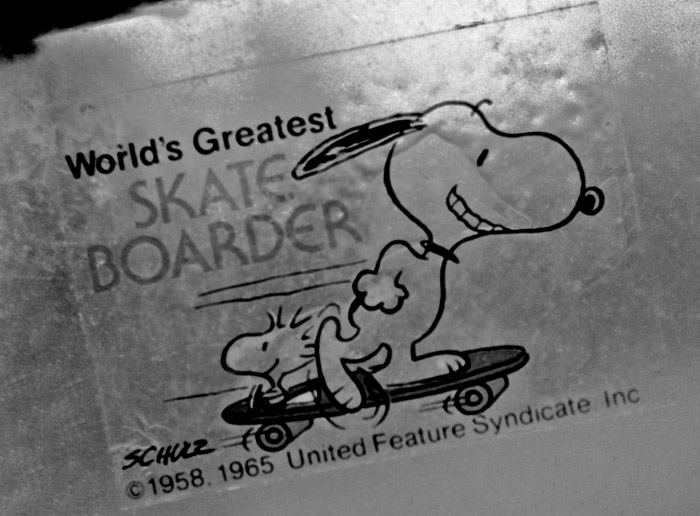 World's Greatest
SKATE
BOARDER
SCHULZ
©1958, 1965 United Feature Syndicate Inc